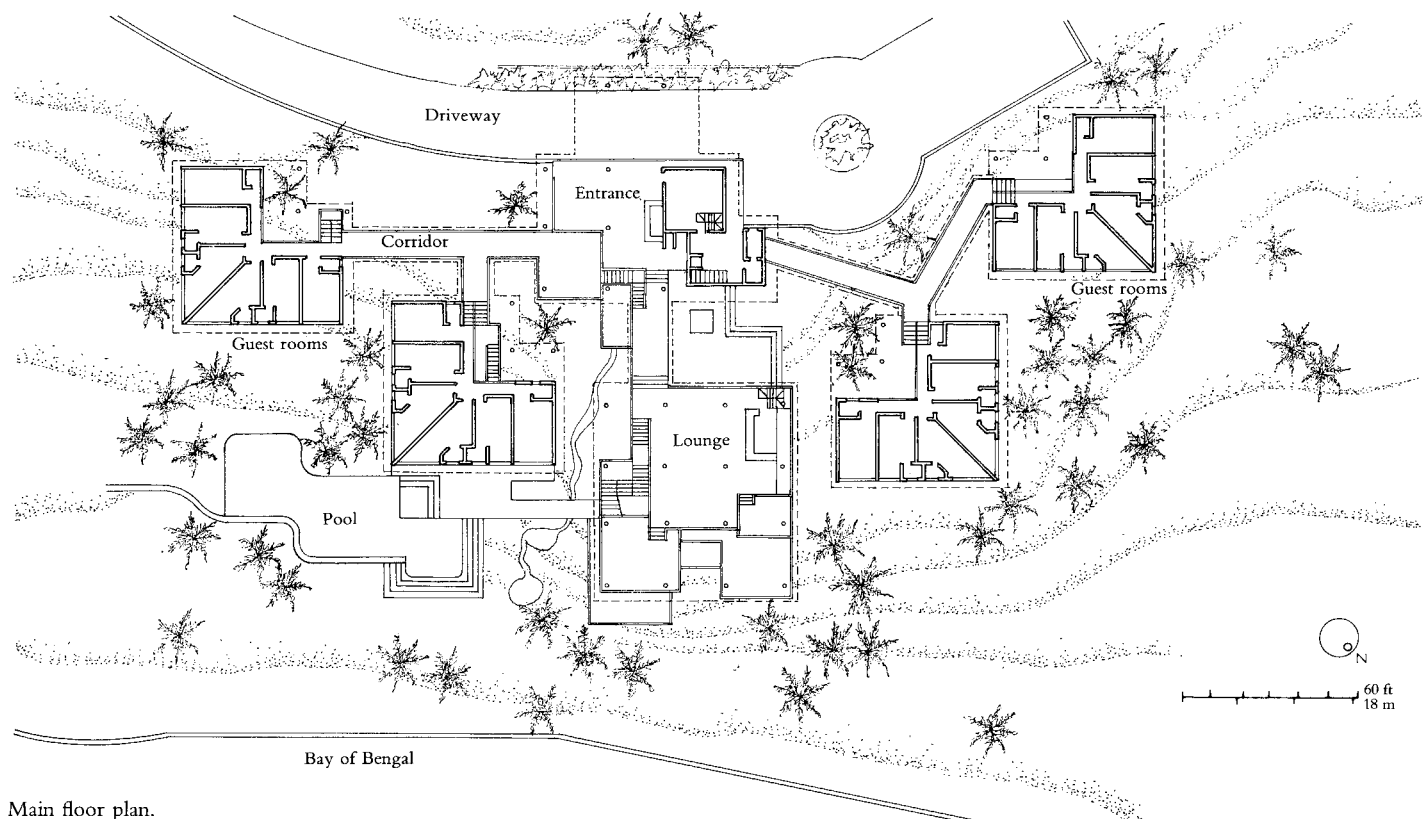 Driveway
Entrance
Corridor
Guest rooms
Guest rooms
Lounge
Pool
N
60 ft
18 m
Bay of Bengal
Main floor plan.